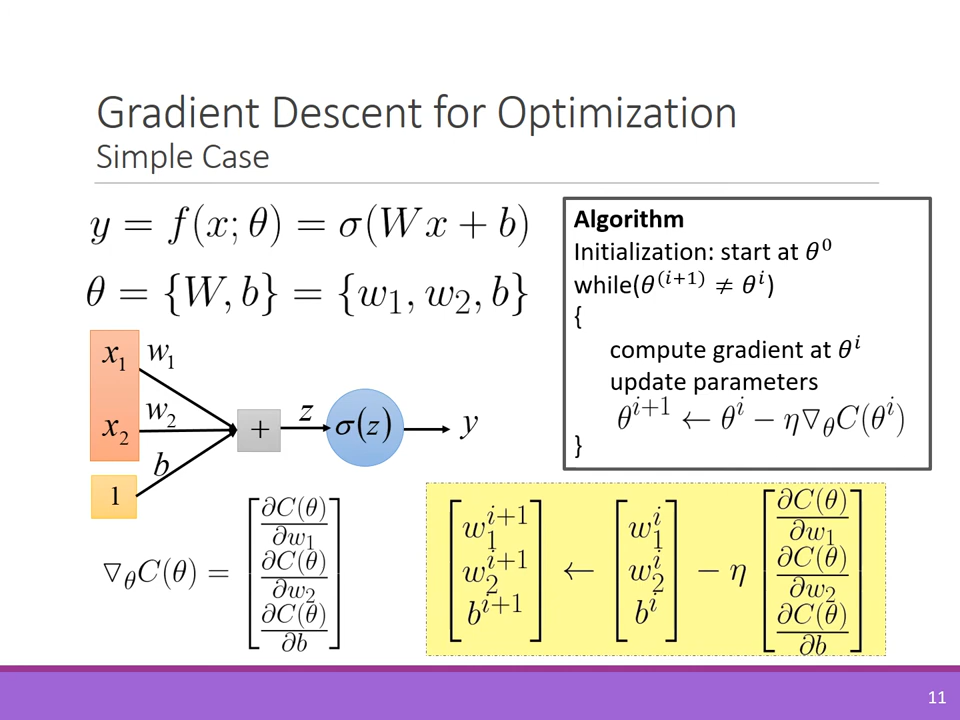 Gradient Descent for Optimization
Simple Case
y = f(x; θ) = σ(Wx + b)
θ = {W, b} = {w₁, w₂, b}
Algorithm
Initialization: start at θ⁰
while(θ⁽ⁱ⁺¹⁾ ≠ θⁱ)
{
compute gradient at θⁱ
update parameters
θⁱ⁺¹ ← θⁱ − η∇_θC(θⁱ)
}
x₁ w₁
x₂ w₂
b
1
+
z
σ(z)
y
∇_θC(θ) = [∂C(θ)/∂w₁
∂C(θ)/∂w₂
∂C(θ)/∂b]
[w₁ⁱ⁺¹ w₂ⁱ⁺¹ bⁱ⁺¹] ← [w₁ⁱ w₂ⁱ bⁱ] − η [∂C(θ)/∂w₁ ∂C(θ)/∂w₂ ∂C(θ)/∂b]
11